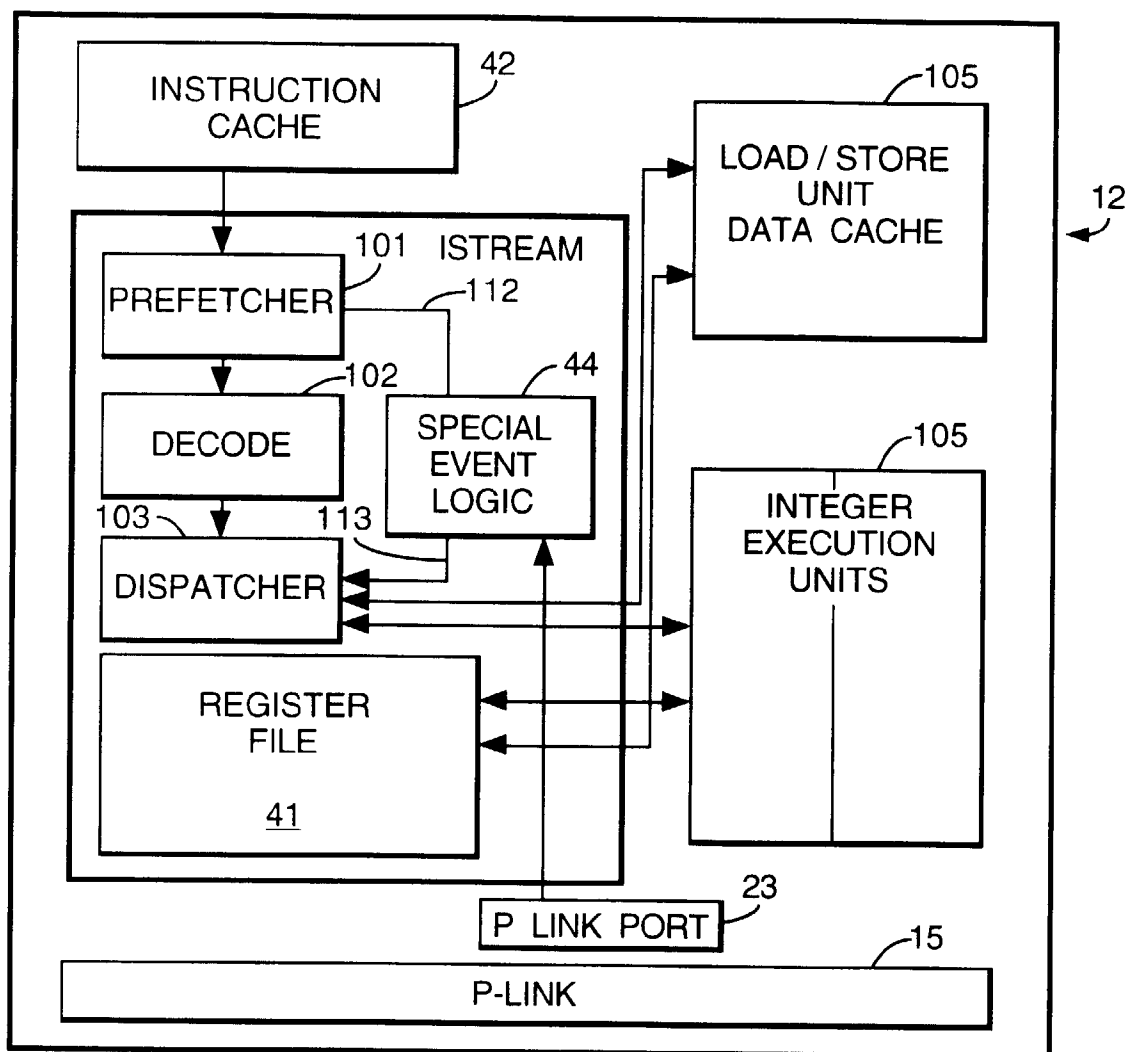 INSTRUCTION
CACHE
42
105
LOAD / STORE
UNIT
DATA CACHE
12
ISTREAM
101
PREFETCHER
112
102
DECODE
44
SPECIAL
EVENT
LOGIC
103
DISPATCHER
113
105
INTEGER
EXECUTION
UNITS
REGISTER
FILE
41
P LINK PORT
23
15
P-LINK